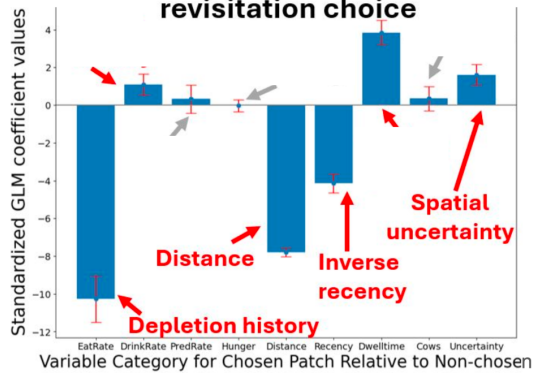 revisitation choice
Standardized GLM coefficient values
4
2
0
−2
−4
−6
−8
−10
−12
Distance
Inverse
recency
Spatial
uncertainty
Depletion history
EatRate DrinkRate PredRate Hunger Distance Recency Dwelltime Cows Uncertainty
Variable Category for Chosen Patch Relative to Non-chosen